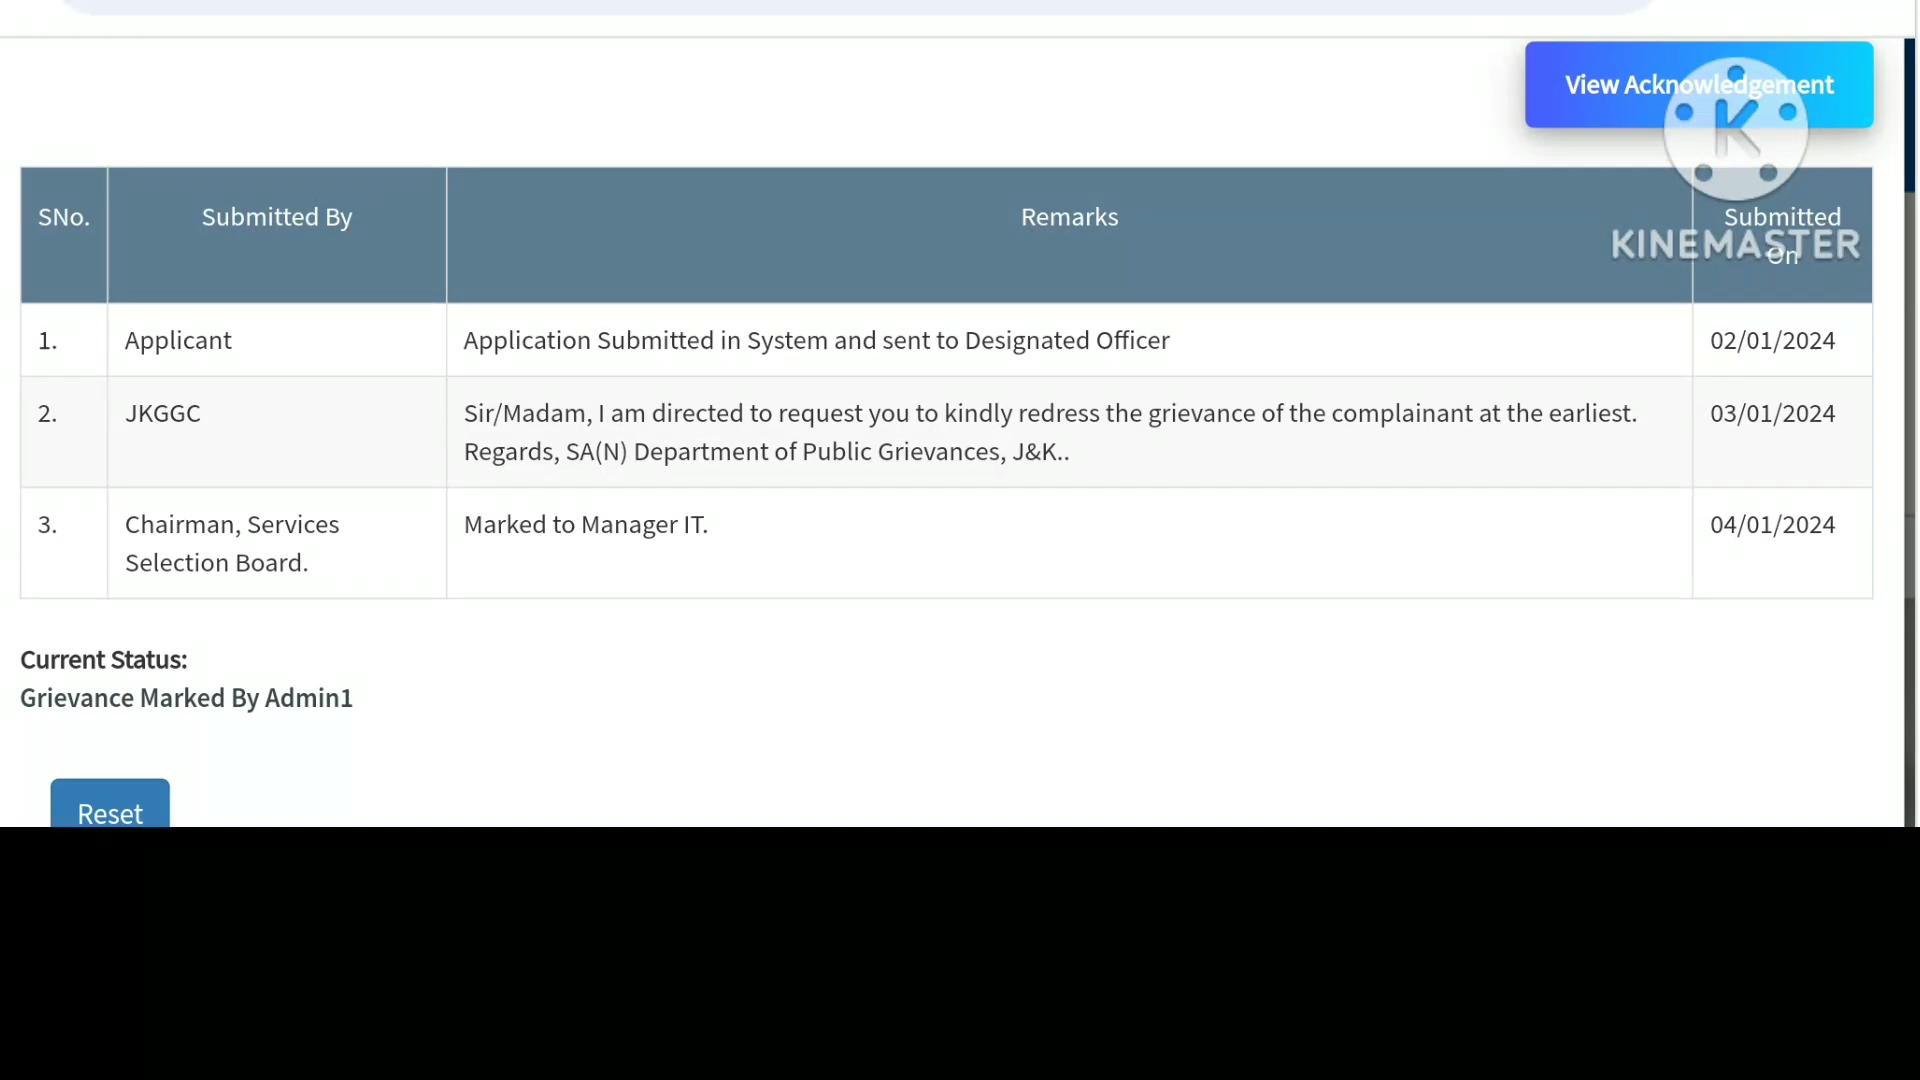 View Acknowledgement
K
KINEMASTER
SNo. Submitted By Remarks Submitted
On
1. Applicant Application Submitted in System and sent to Designated Officer 02/01/2024
2. JKGGC Sir/Madam, I am directed to request you to kindly redress the grievance of the complainant at the earliest. 03/01/2024
Regards, SA(N) Department of Public Grievances, J&K..
3. Chairman, Services Marked to Manager IT. 04/01/2024
Selection Board.
Current Status:
Grievance Marked By Admin1
Reset